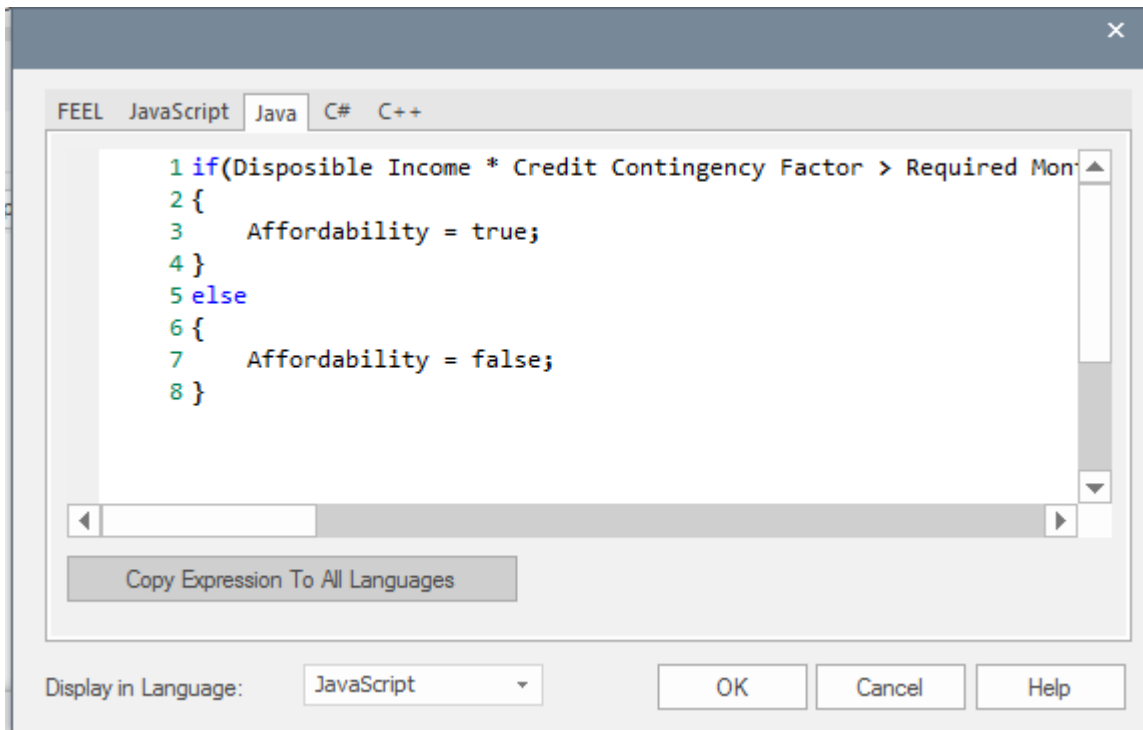 FEEL JavaScript Java C# C++
1 if(Disposible Income * Credit Contingency Factor > Required Mon
2 {
3 Affordability = true;
4 }
5 else
6 {
7 Affordability = false;
8 }
Copy Expression To All Languages
Display in Language: JavaScript OK Cancel Help